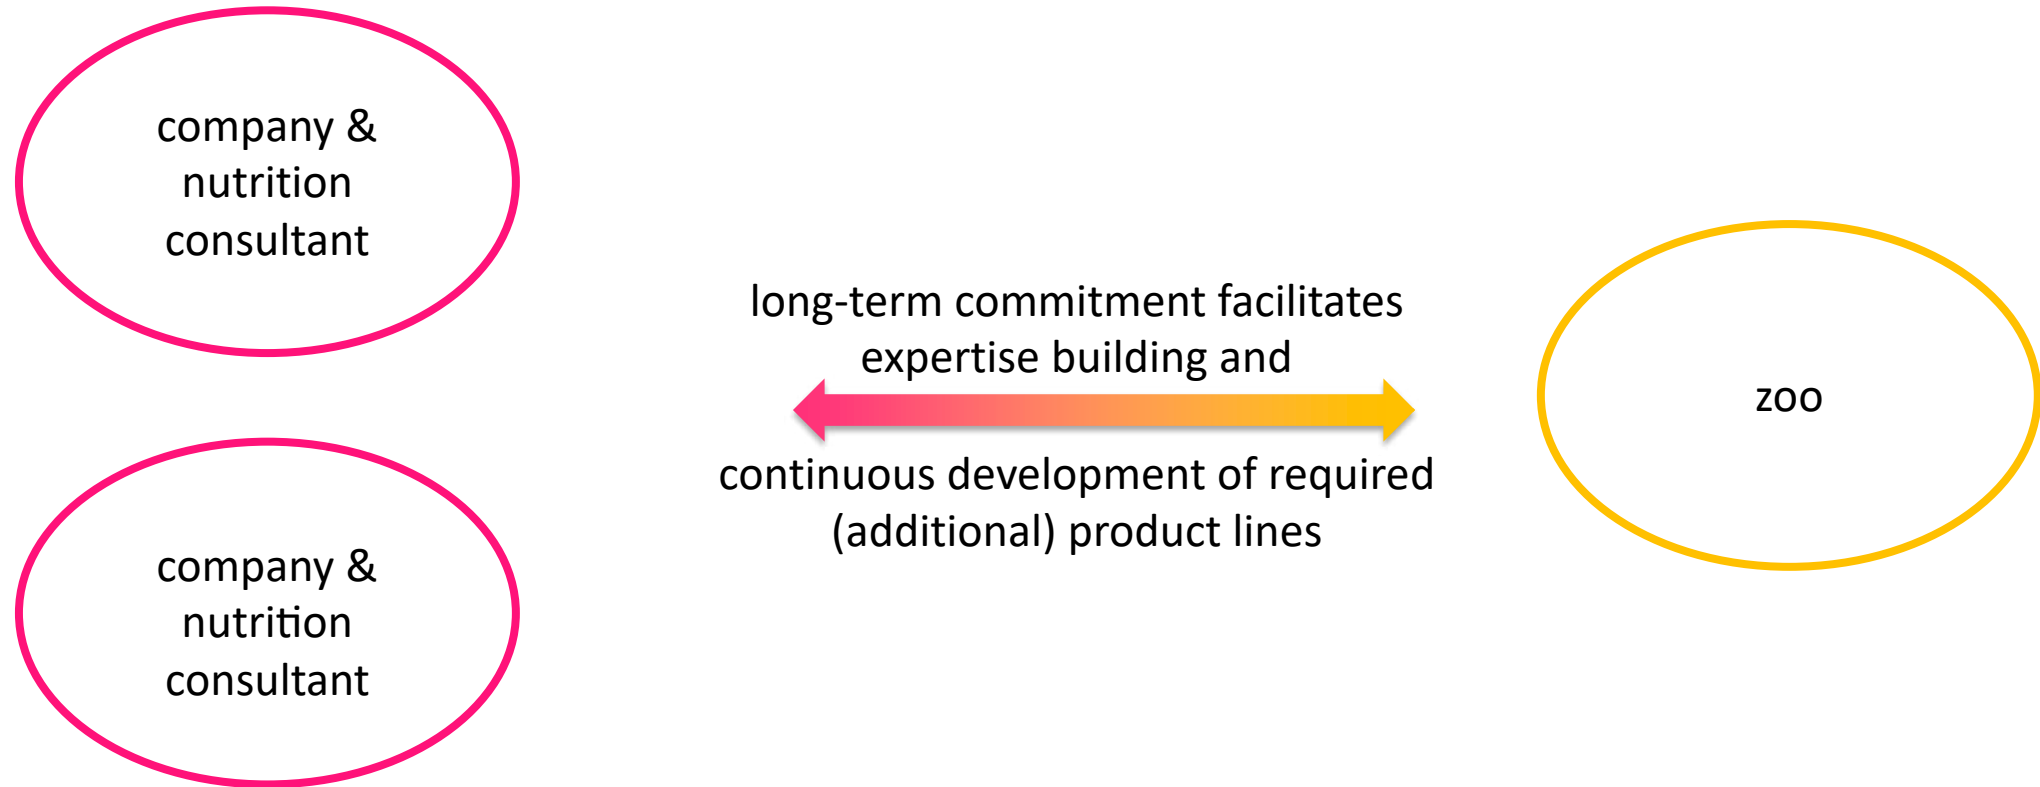 company &
nutrition
consultant
long-term commitment facilitates
expertise building and
continuous development of required
(additional) product lines
zoo
company &
nutrition
consultant